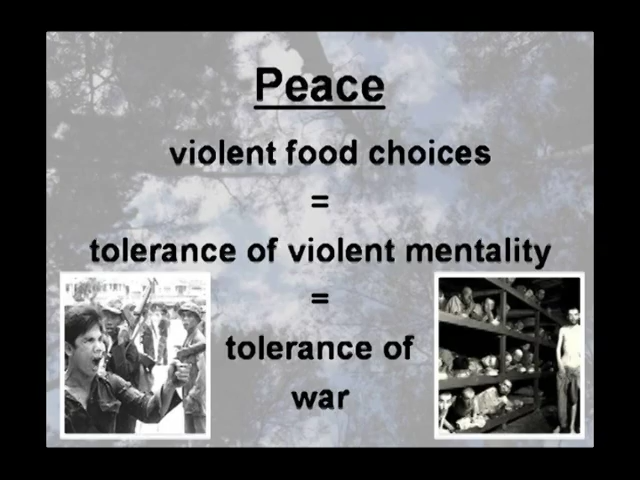 Peace
violent food choices
=
tolerance of violent mentality
=
tolerance of
war